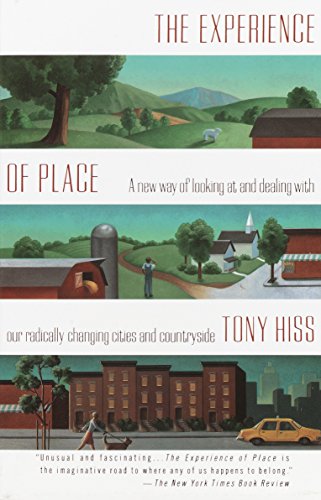 THE EXPERIENCE
OF PLACE
A new way of looking at and dealing with
our radically changing cities and countryside
TONY HISS
"Unusual and fascinating...The Experience of Place is
the imaginative road to where any of us happens to belong."
—The New York Times Book Review